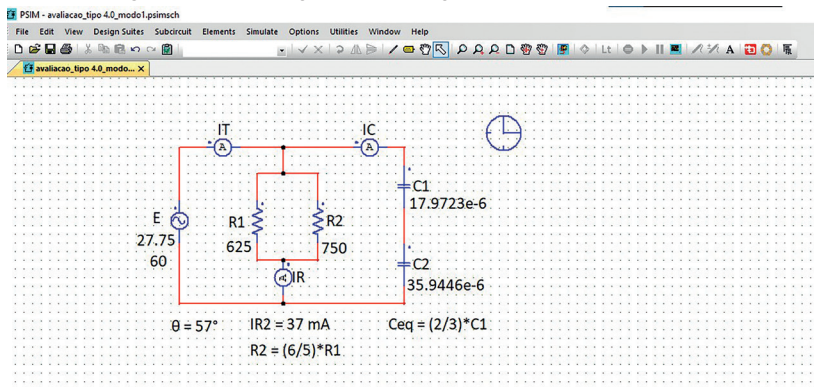 PSIM - avaliacao_tipo 4.0_modo1.psimsch
File Edit View Design Suites Subcircuit Elements Simulate Options Utilities Window Help
Lt A
avaliacao_tipo 4.0_modo... X
IT IC
A A
C1
17.9723e-6
E R1 R2
27.75 625 750
60
C2
A IR
35.9446e-6
θ = 57° IR2 = 37 mA Ceq = (2/3)*C1
R2 = (6/5)*R1